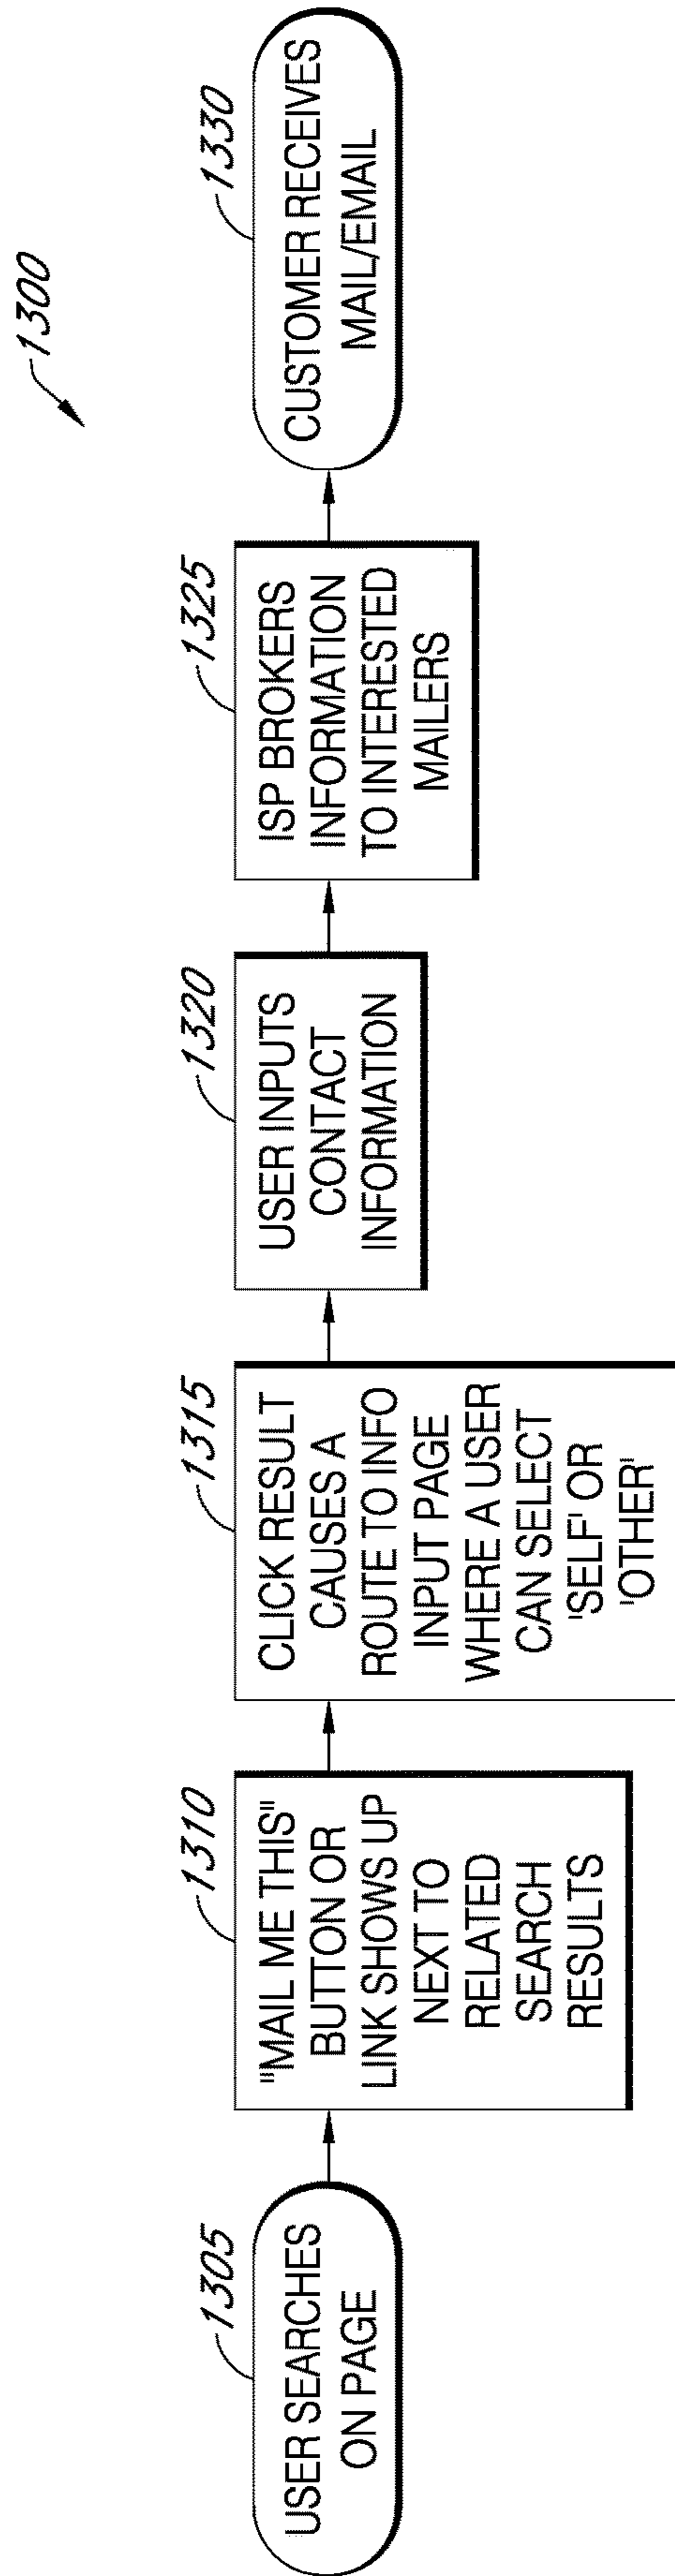 1300
1305
USER SEARCHES
ON PAGE
1310
"MAIL ME THIS"
BUTTON OR
LINK SHOWS UP
NEXT TO
RELATED
SEARCH
RESULTS
1315
CLICK RESULT
CAUSES A
ROUTE TO INFO
INPUT PAGE
WHERE A USER
CAN SELECT
'SELF' OR
'OTHER'
1320
USER INPUTS
CONTACT
INFORMATION
1325
ISP BROKERS
INFORMATION
TO INTERESTED
MAILERS
1330
CUSTOMER RECEIVES
MAIL/EMAIL